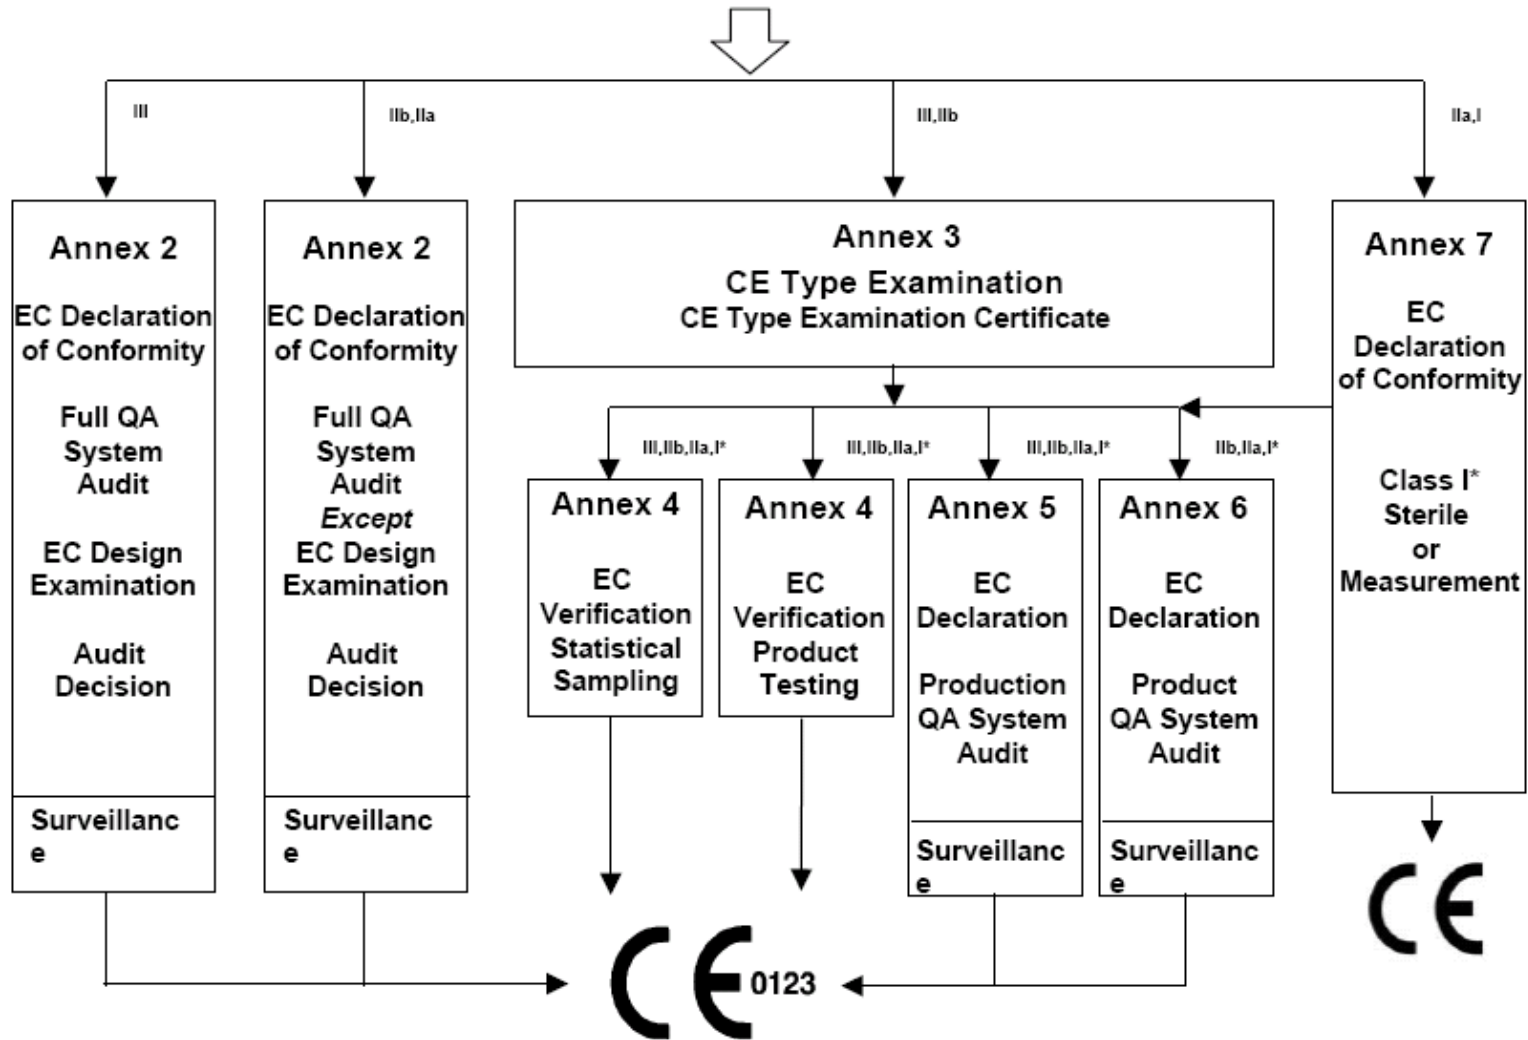 III
IIb,IIa
III,IIb
IIa,I
Annex 2
EC Declaration
of Conformity
Full QA
System
Audit
EC Design
Examination
Audit
Decision
Surveillanc
e
Annex 2
EC Declaration
of Conformity
Full QA
System
Audit
Except
EC Design
Examination
Audit
Decision
Surveillanc
e
Annex 3
CE Type Examination
CE Type Examination Certificate
III,IIb,IIa,I*
III,IIb,IIa,I*
III,IIb,IIa,I*
IIb,IIa,I*
Annex 4
EC
Verification
Statistical
Sampling
Annex 4
EC
Verification
Product
Testing
Annex 5
EC
Declaration
Production
QA System
Audit
Surveillanc
e
Annex 6
EC
Declaration
Product
QA System
Audit
Surveillanc
e
Annex 7
EC
Declaration
of Conformity
Class I*
Sterile
or
Measurement
CE
CE 0123